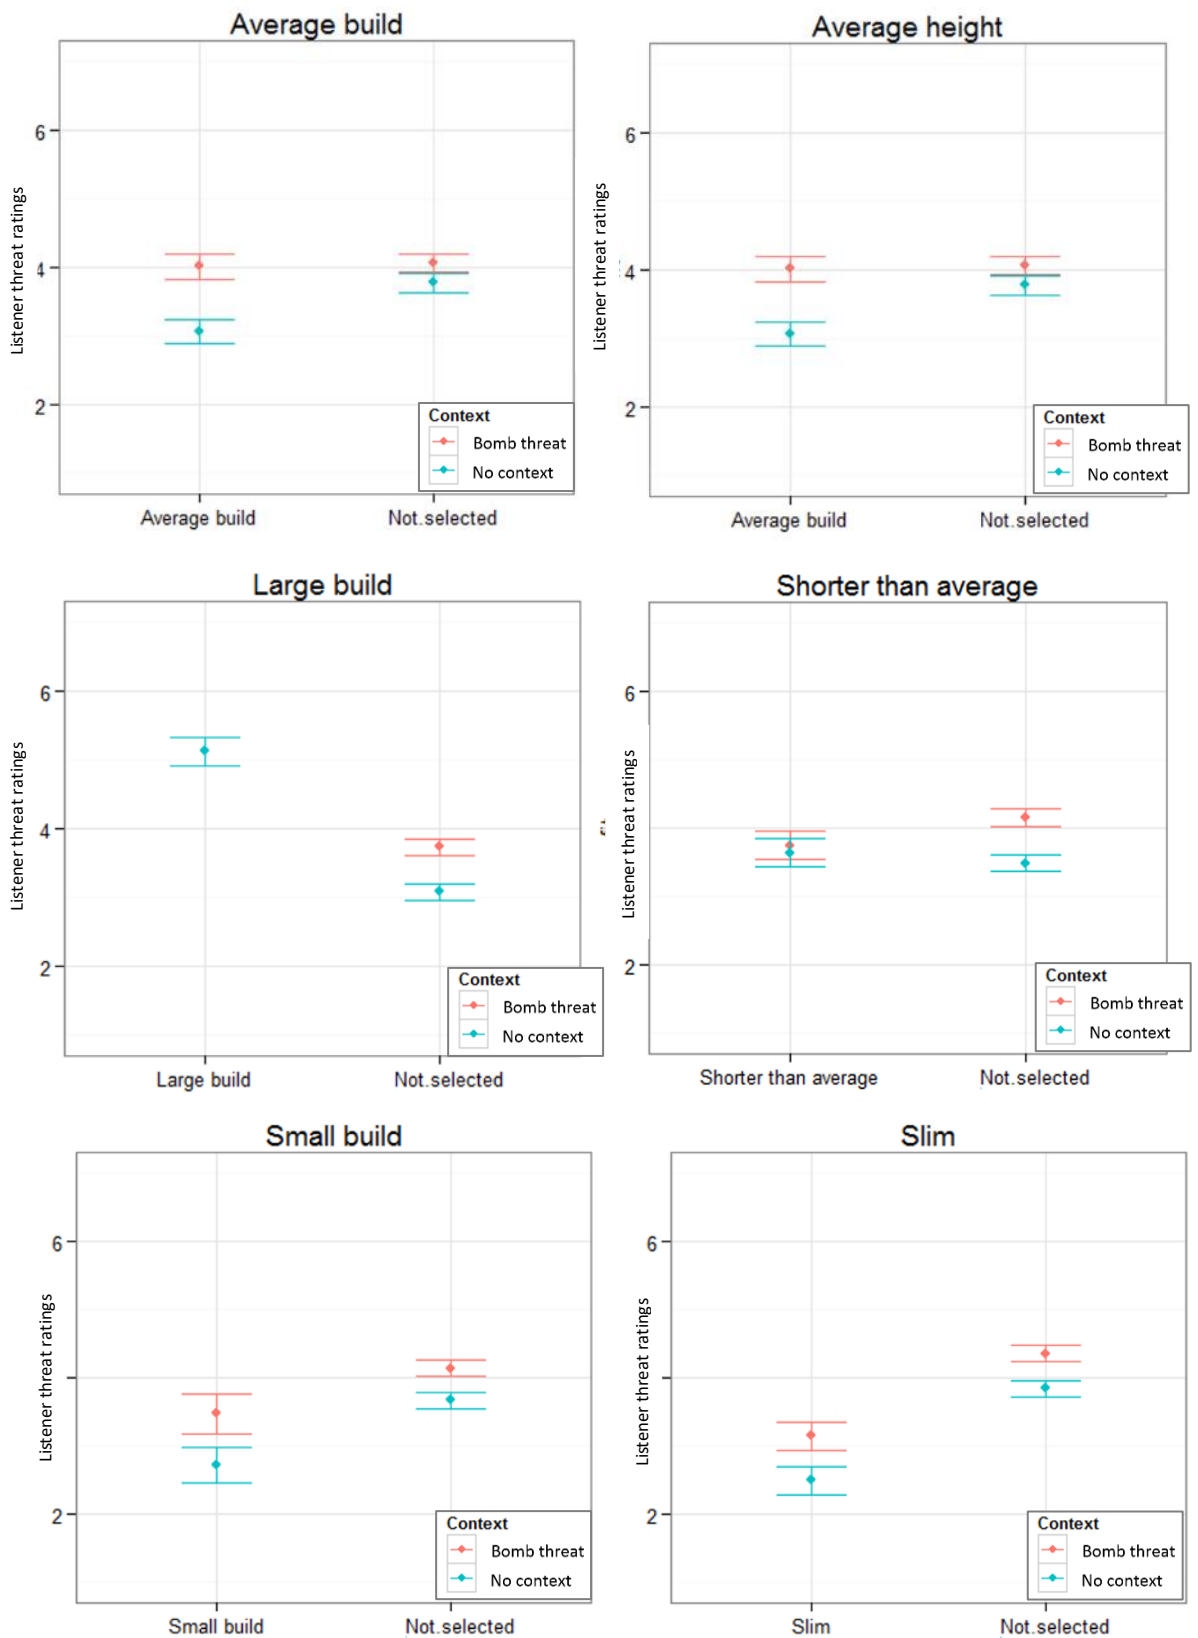 Average build
Listener threat ratings
6
4
2
Context
Bomb threat
No context
Average build Not.selected
Average height
Listener threat ratings
6
4
2
Context
Bomb threat
No context
Average build Not.selected
Large build
Listener threat ratings
6
4
2
Context
Bomb threat
No context
Large build Not.selected
Shorter than average
Listener threat ratings
6
2
Context
Bomb threat
No context
Shorter than average Not.selected
Small build
Listener threat ratings
6
2
Context
Bomb threat
No context
Small build Not.selected
Slim
Listener threat ratings
6
2
Context
Bomb threat
No context
Slim Not.selected